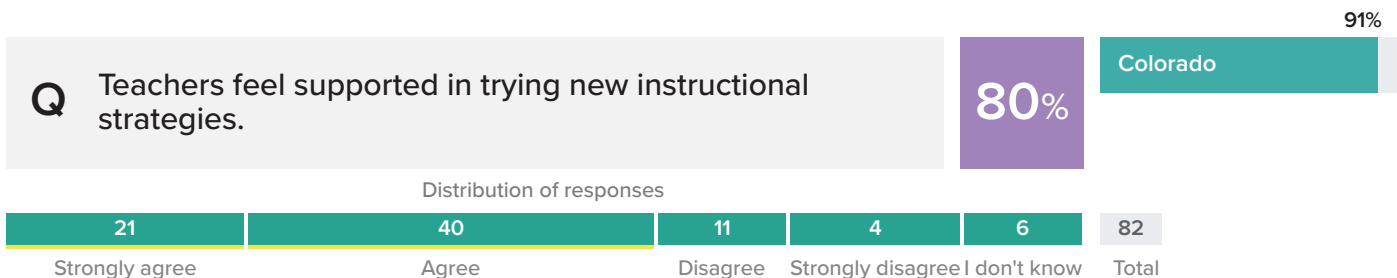 91%
Q Teachers feel supported in trying new instructional
strategies.
80%
Colorado
Distribution of responses
21 40 11 4 6 82
Strongly agree Agree Disagree Strongly disagree I don't know Total